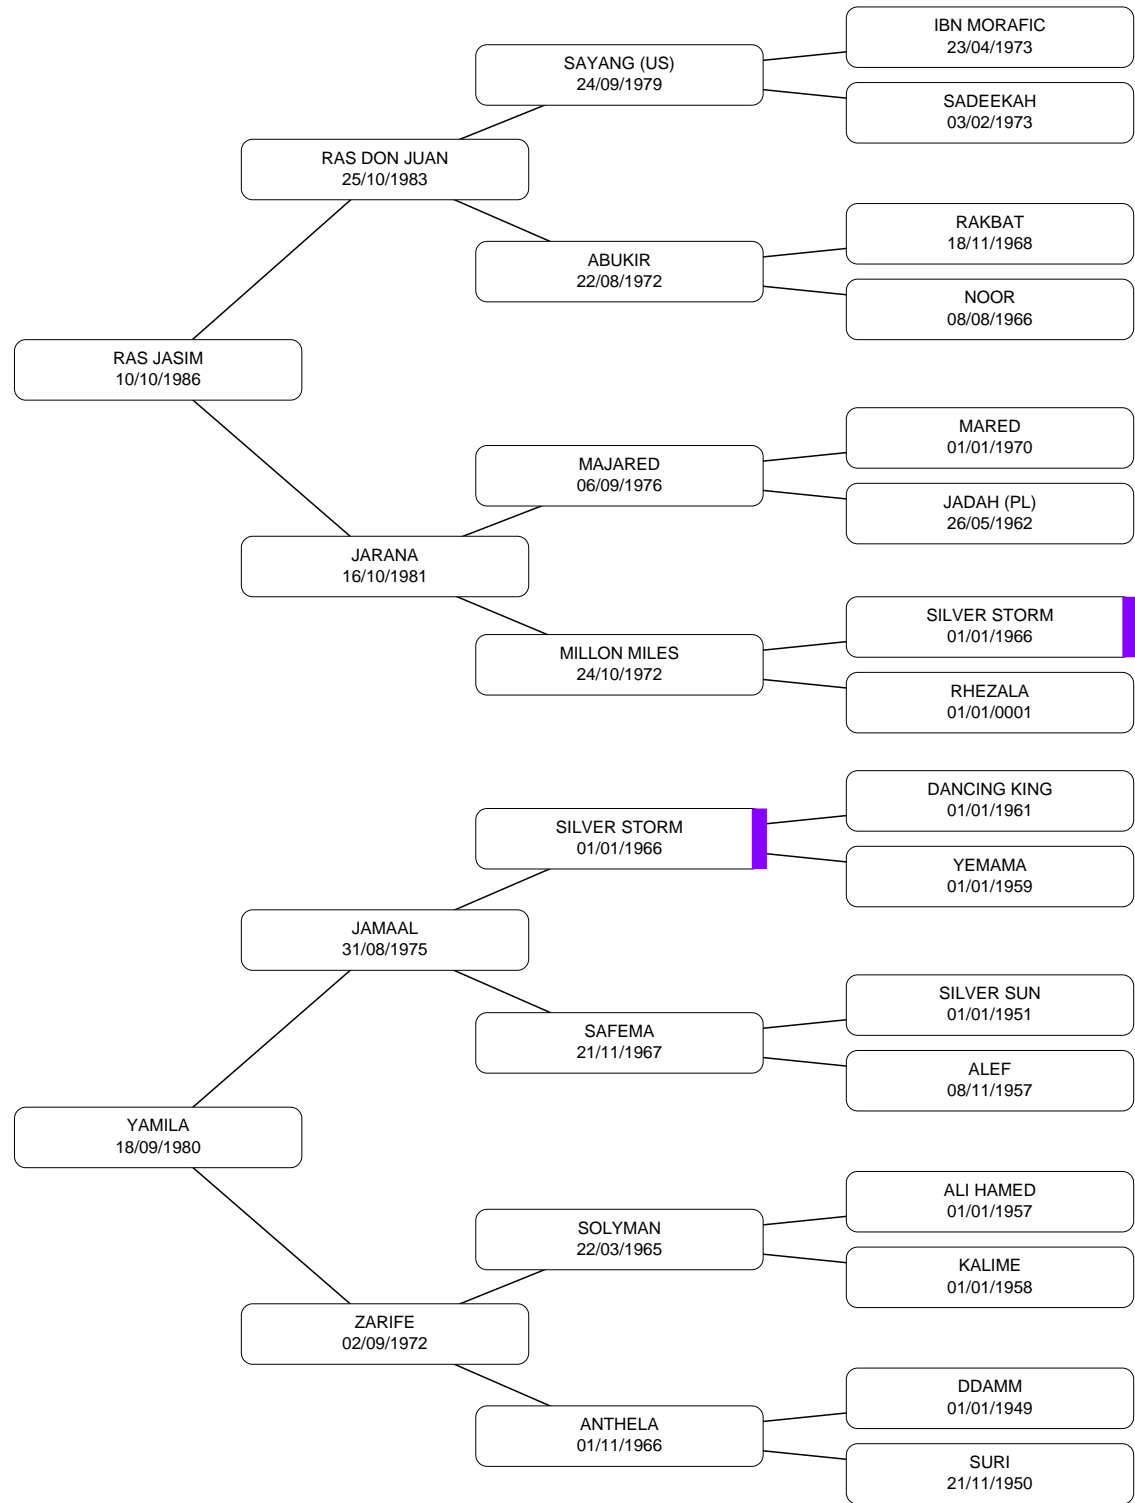 IBN MORAFIC
23/04/1973
SAYANG (US)
24/09/1979
SADEEKAH
03/02/1973
RAS DON JUAN
25/10/1983
RAKBAT
18/11/1968
ABUKIR
22/08/1972
NOOR
08/08/1966
RAS JASIM
10/10/1986
MARED
01/01/1970
MAJARED
06/09/1976
JADAH (PL)
26/05/1962
JARANA
16/10/1981
SILVER STORM
01/01/1966
MILLON MILES
24/10/1972
RHEZALA
01/01/0001
DANCING KING
01/01/1961
SILVER STORM
01/01/1966
YEMAMA
01/01/1959
JAMAAL
31/08/1975
SILVER SUN
01/01/1951
SAFEMA
21/11/1967
ALEF
08/11/1957
YAMILA
18/09/1980
ALI HAMED
01/01/1957
SOLYMAN
22/03/1965
KALIME
01/01/1958
ZARIFE
02/09/1972
DDAMM
01/01/1949
ANTHELA
01/11/1966
SURI
21/11/1950